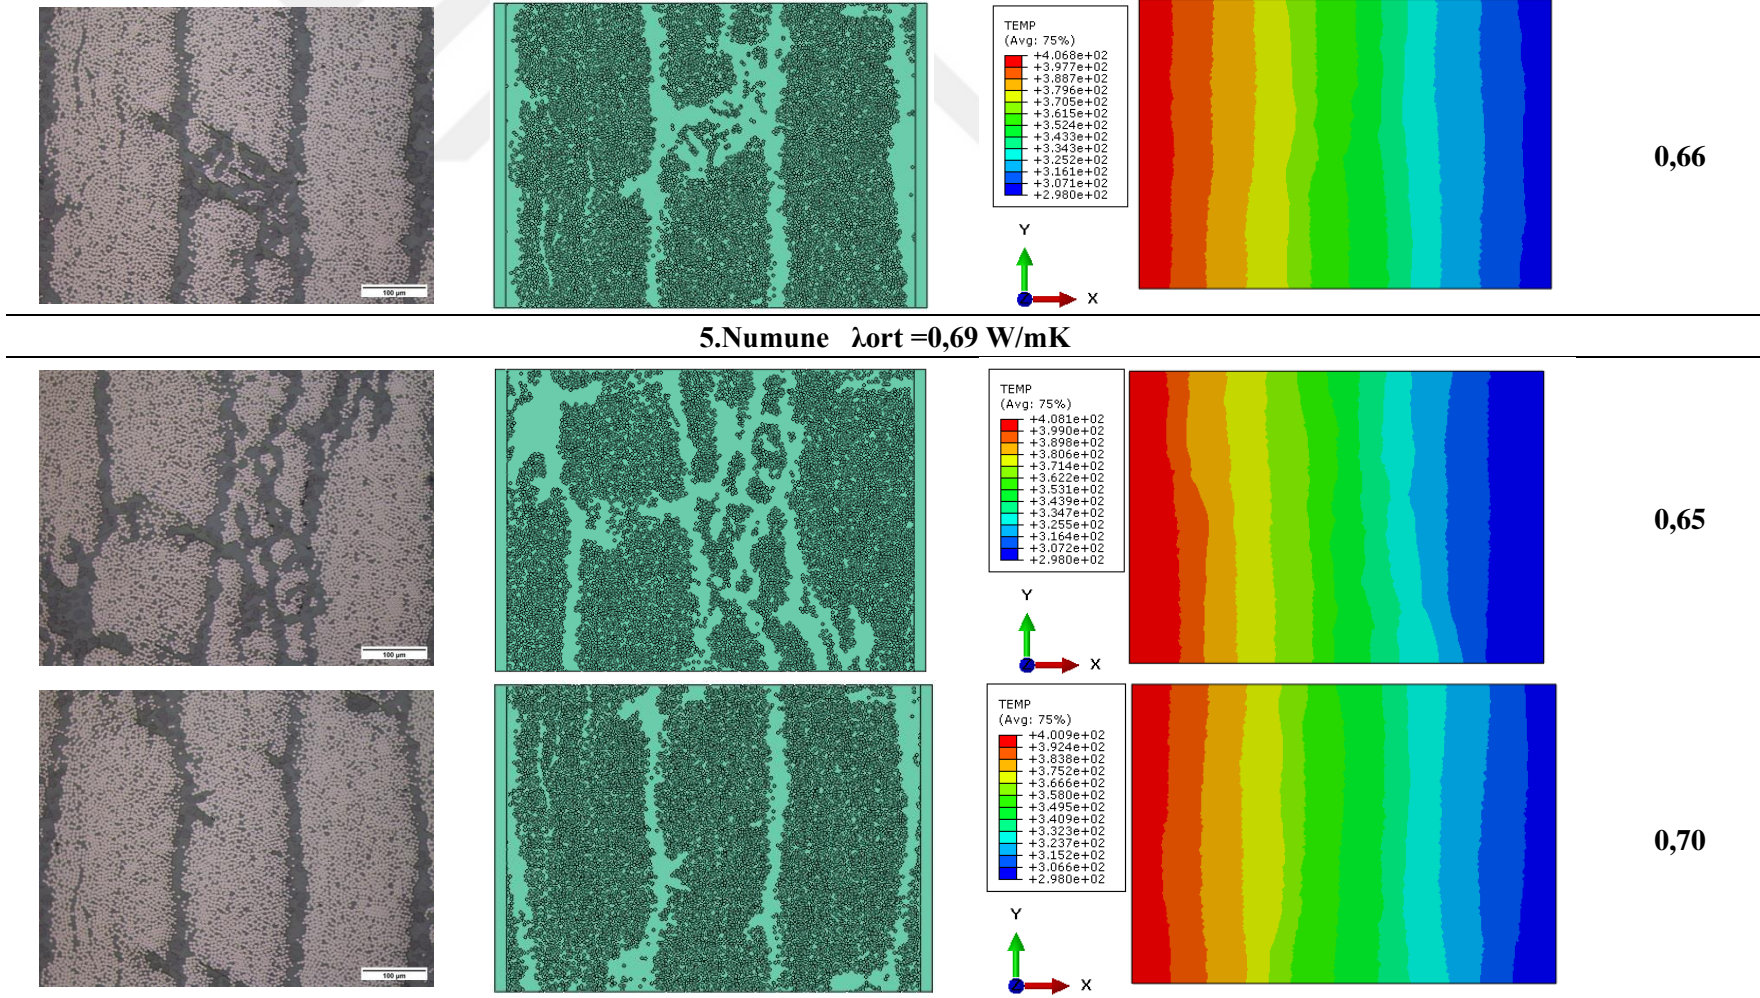 100 µm
TEMP
(Avg: 75%)
+4.068e+02
+3.977e+02
+3.887e+02
+3.796e+02
+3.705e+02
+3.615e+02
+3.524e+02
+3.433e+02
+3.343e+02
+3.252e+02
+3.161e+02
+3.071e+02
+2.980e+02
Y
Z
X
0,66
5.Numune λort =0,69 W/mK
100 µm
TEMP
(Avg: 75%)
+4.081e+02
+3.990e+02
+3.898e+02
+3.806e+02
+3.714e+02
+3.622e+02
+3.531e+02
+3.439e+02
+3.347e+02
+3.255e+02
+3.164e+02
+3.072e+02
+2.980e+02
Y
Z
X
0,65
100 µm
TEMP
(Avg: 75%)
+4.009e+02
+3.924e+02
+3.838e+02
+3.752e+02
+3.666e+02
+3.580e+02
+3.495e+02
+3.409e+02
+3.323e+02
+3.237e+02
+3.152e+02
+3.066e+02
+2.980e+02
Y
Z
X
0,70